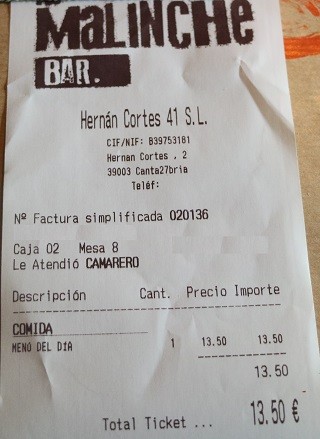 MALINCHE
BAR.
Hernán Cortes 41 S.L.
CIF/NIF: B39753181
Hernan Cortes . 2
39003 Canta27bria
Teléf:
Nº Factura simplificada 020136
Caja 02 Mesa 8
Le Atendió CAMARERO
Descripción Cant. Precio Importe
COMIDA
MENÚ DEL DÍA 1 13.50 13.50
13.50
Total Ticket ... 13.50 €